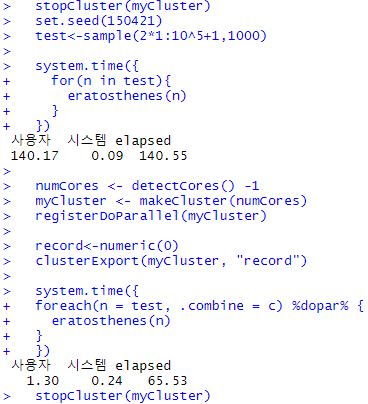 >   stopCluster(myCluster)
>   set.seed(150421)
>   test<-sample(2*1:10^5+1,1000)
>
>   system.time({
+     for(n in test){
+       eratosthenes(n)
+     }
+   })
 사용자  시스템 elapsed
 140.17    0.09  140.55
>
>   numCores <- detectCores() -1
>   myCluster <- makeCluster(numCores)
>   registerDoParallel(myCluster)
>
>   record<-numeric(0)
>   clusterExport(myCluster, "record")
>
>   system.time({
+   foreach(n = test, .combine = c) %dopar% {
+       eratosthenes(n)
+   }
+   })
 사용자  시스템 elapsed
   1.30    0.24   65.53
>   stopCluster(myCluster)